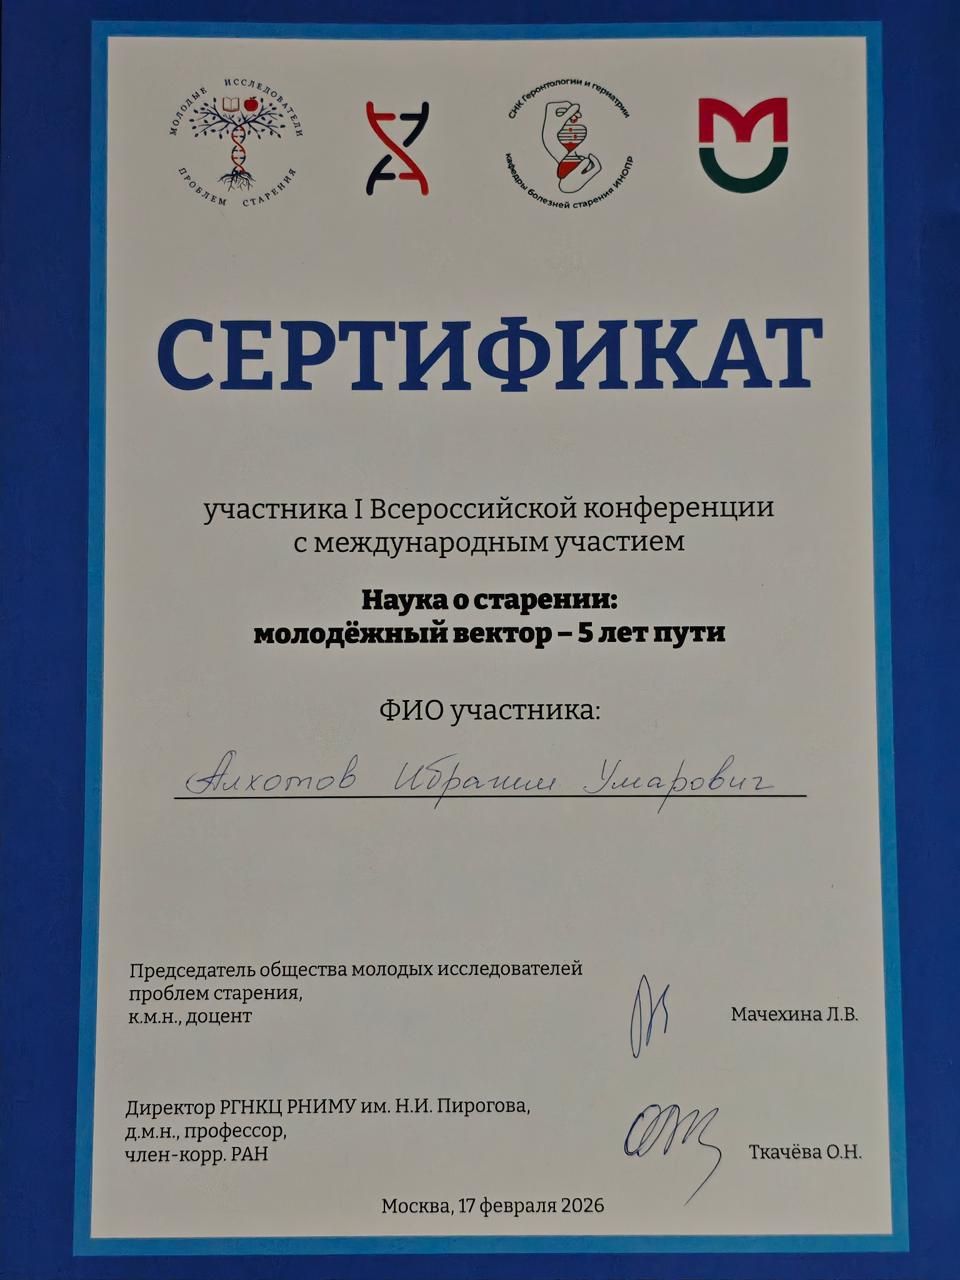 МОЛОДЫЕ ИССЛЕДОВАТЕЛИ
ПРОБЛЕМ СТАРЕНИЯ
СНК Геронтологии и гериатрии
кафедры болезней старения ИНОПР
СЕРТИФИКАТ
участника I Всероссийской конференции
с международным участием
Наука о старении:
молодёжный вектор – 5 лет пути
ФИО участника:
Алхотов Ибрагим Умарович
Председатель общества молодых исследователей
проблем старения,
к.м.н., доцент
Мачехина Л.В.
Директор РГНКЦ РНИМУ им. Н.И. Пирогова,
д.м.н., профессор,
член-корр. РАН
Ткачёва О.Н.
Москва, 17 февраля 2026